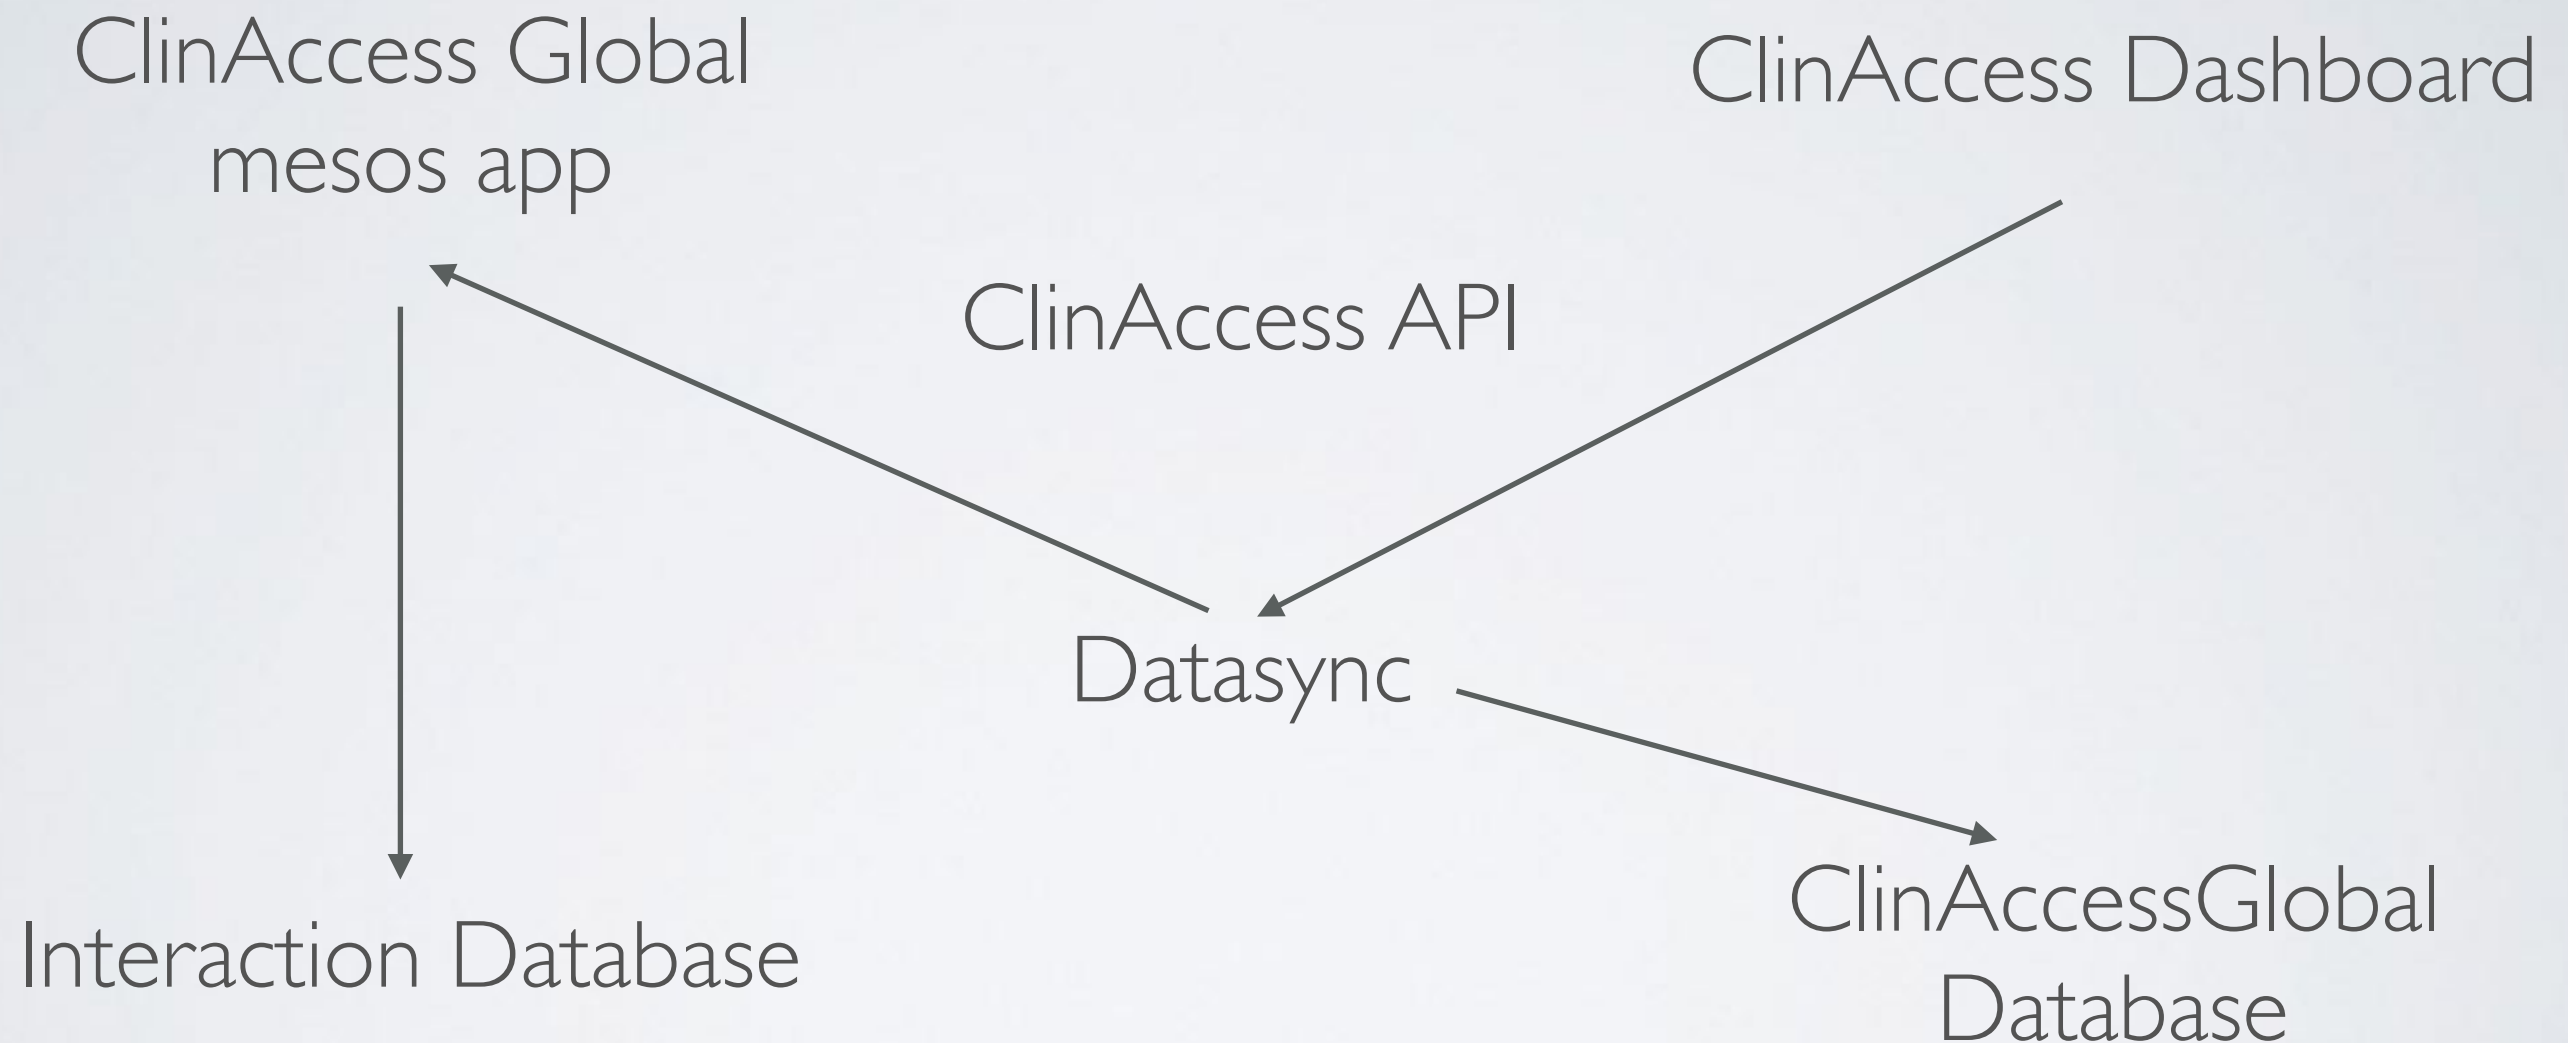 ClinAccess Global
mesos app
ClinAccess Dashboard
ClinAccess API
Datasync
Interaction Database
ClinAccessGlobal
Database